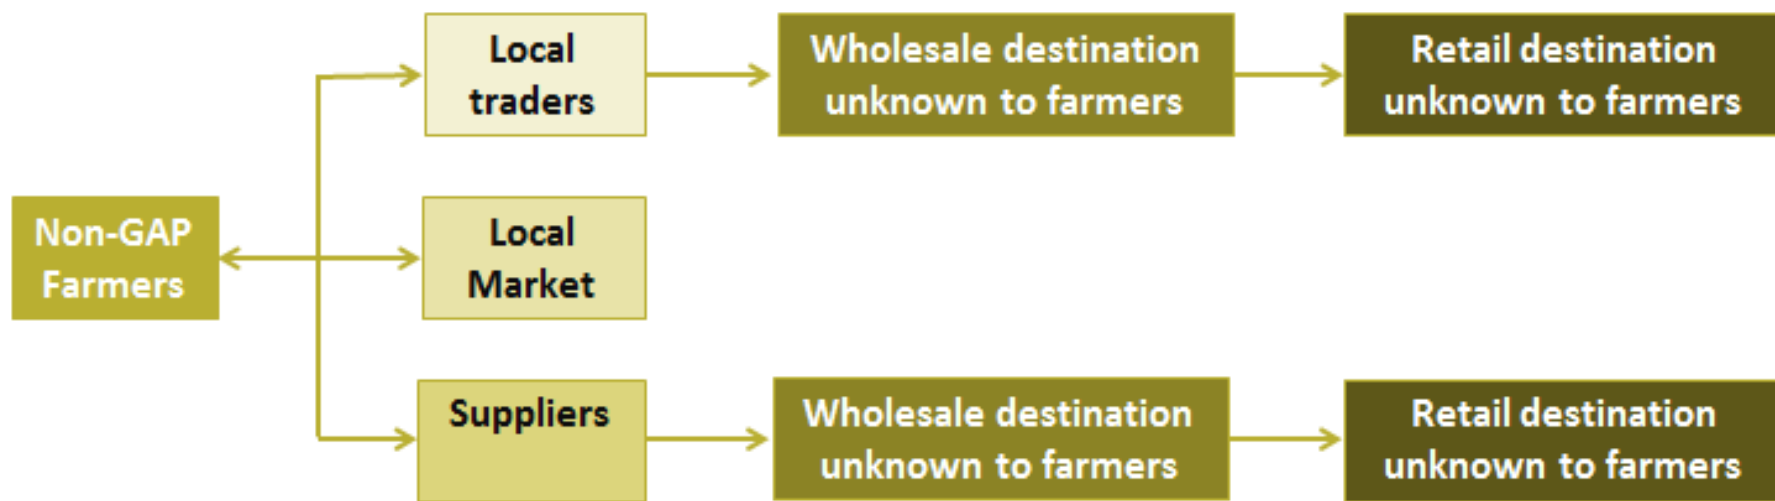 Local
traders
Wholesale destination
unknown to farmers
Retail destination
unknown to farmers
Non-GAP
Farmers
Local
Market
Suppliers
Wholesale destination
unknown to farmers
Retail destination
unknown to farmers